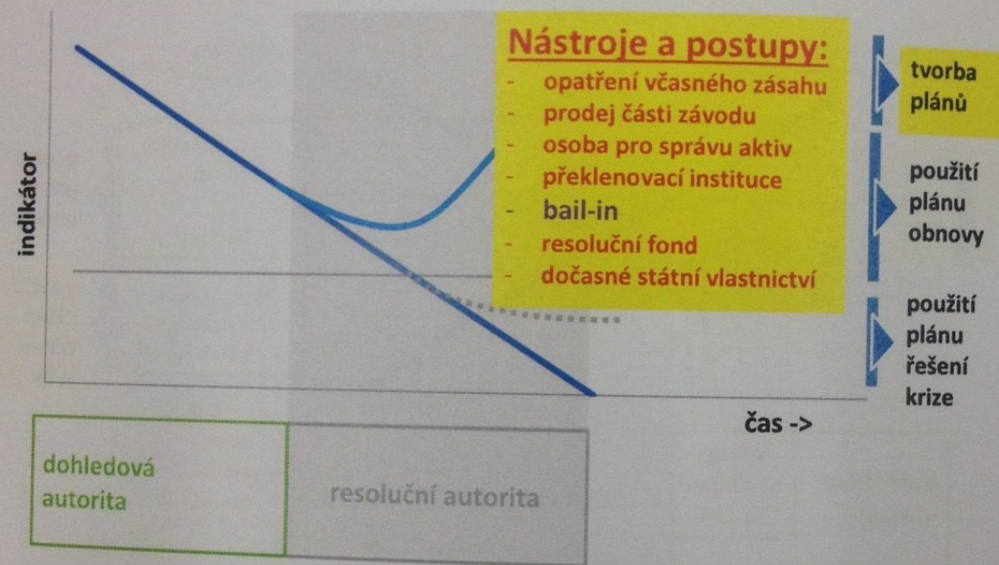 Nástroje a postupy:
- opatření včasného zásahu
- prodej části závodu
- osoba pro správu aktiv
- překlenovací instituce
- bail-in
- resoluční fond
- dočasné státní vlastnictví
tvorba
plánů
použití
plánu
obnovy
použití
plánu
řešení
krize
indikátor
čas ->
dohledová
autorita
resoluční autorita